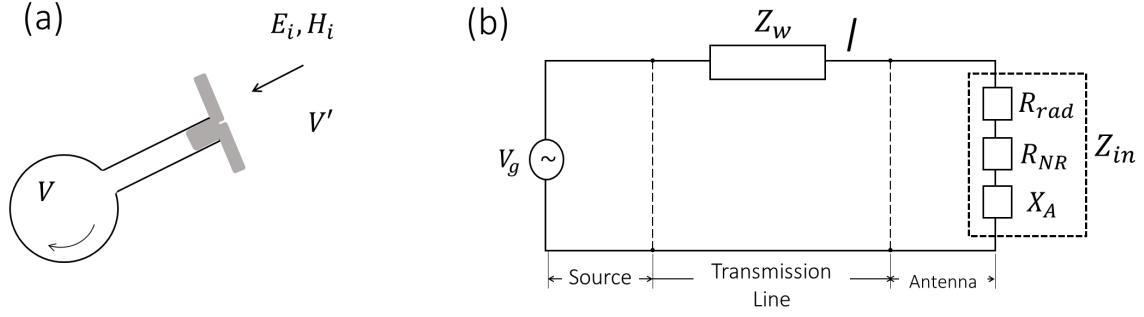 (a)
E_i, H_i
V'
V
(b)
Z_w
I
V_g
~
R_rad
R_NR
X_A
Z_in
Source
Transmission
Line
Antenna